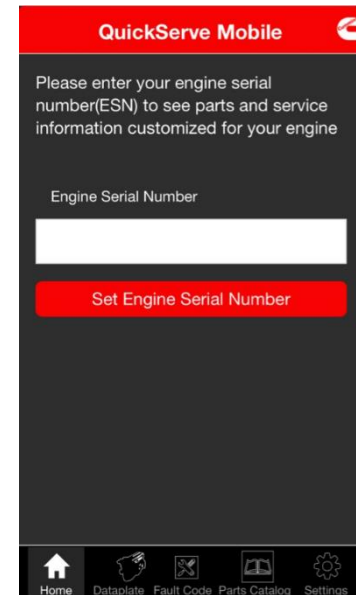 QuickServe Mobile
Please enter your engine serial
number(ESN) to see parts and service
information customized for your engine
Engine Serial Number
Set Engine Serial Number
Home Dataplate Fault Code Parts Catalog Settings